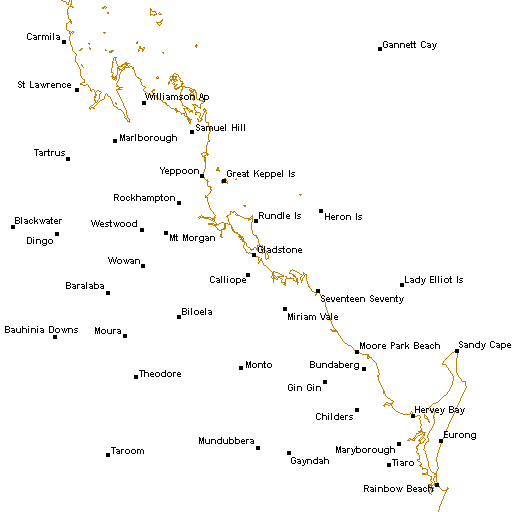 Carmila
Gannett Cay
St Lawrence
Williamson Ap
Samuel Hill
Marlborough
Tartrus
Yeppoon
Great Keppel Is
Rockhampton
Heron Is
Rundle Is
Blackwater
Westwood
Dingo
Mt Morgan
Gladstone
Wowan
Calliope
Lady Elliot Is
Baralaba
Seventeen Seventy
Biloela
Miriam Vale
Bauhinia Downs
Moura
Moore Park Beach
Sandy Cape
Monto
Bundaberg
Theodore
Gin Gin
Hervey Bay
Childers
Eurong
Mundubbera
Maryborough
Taroom
Gayndah
Tiaro
Rainbow Beach